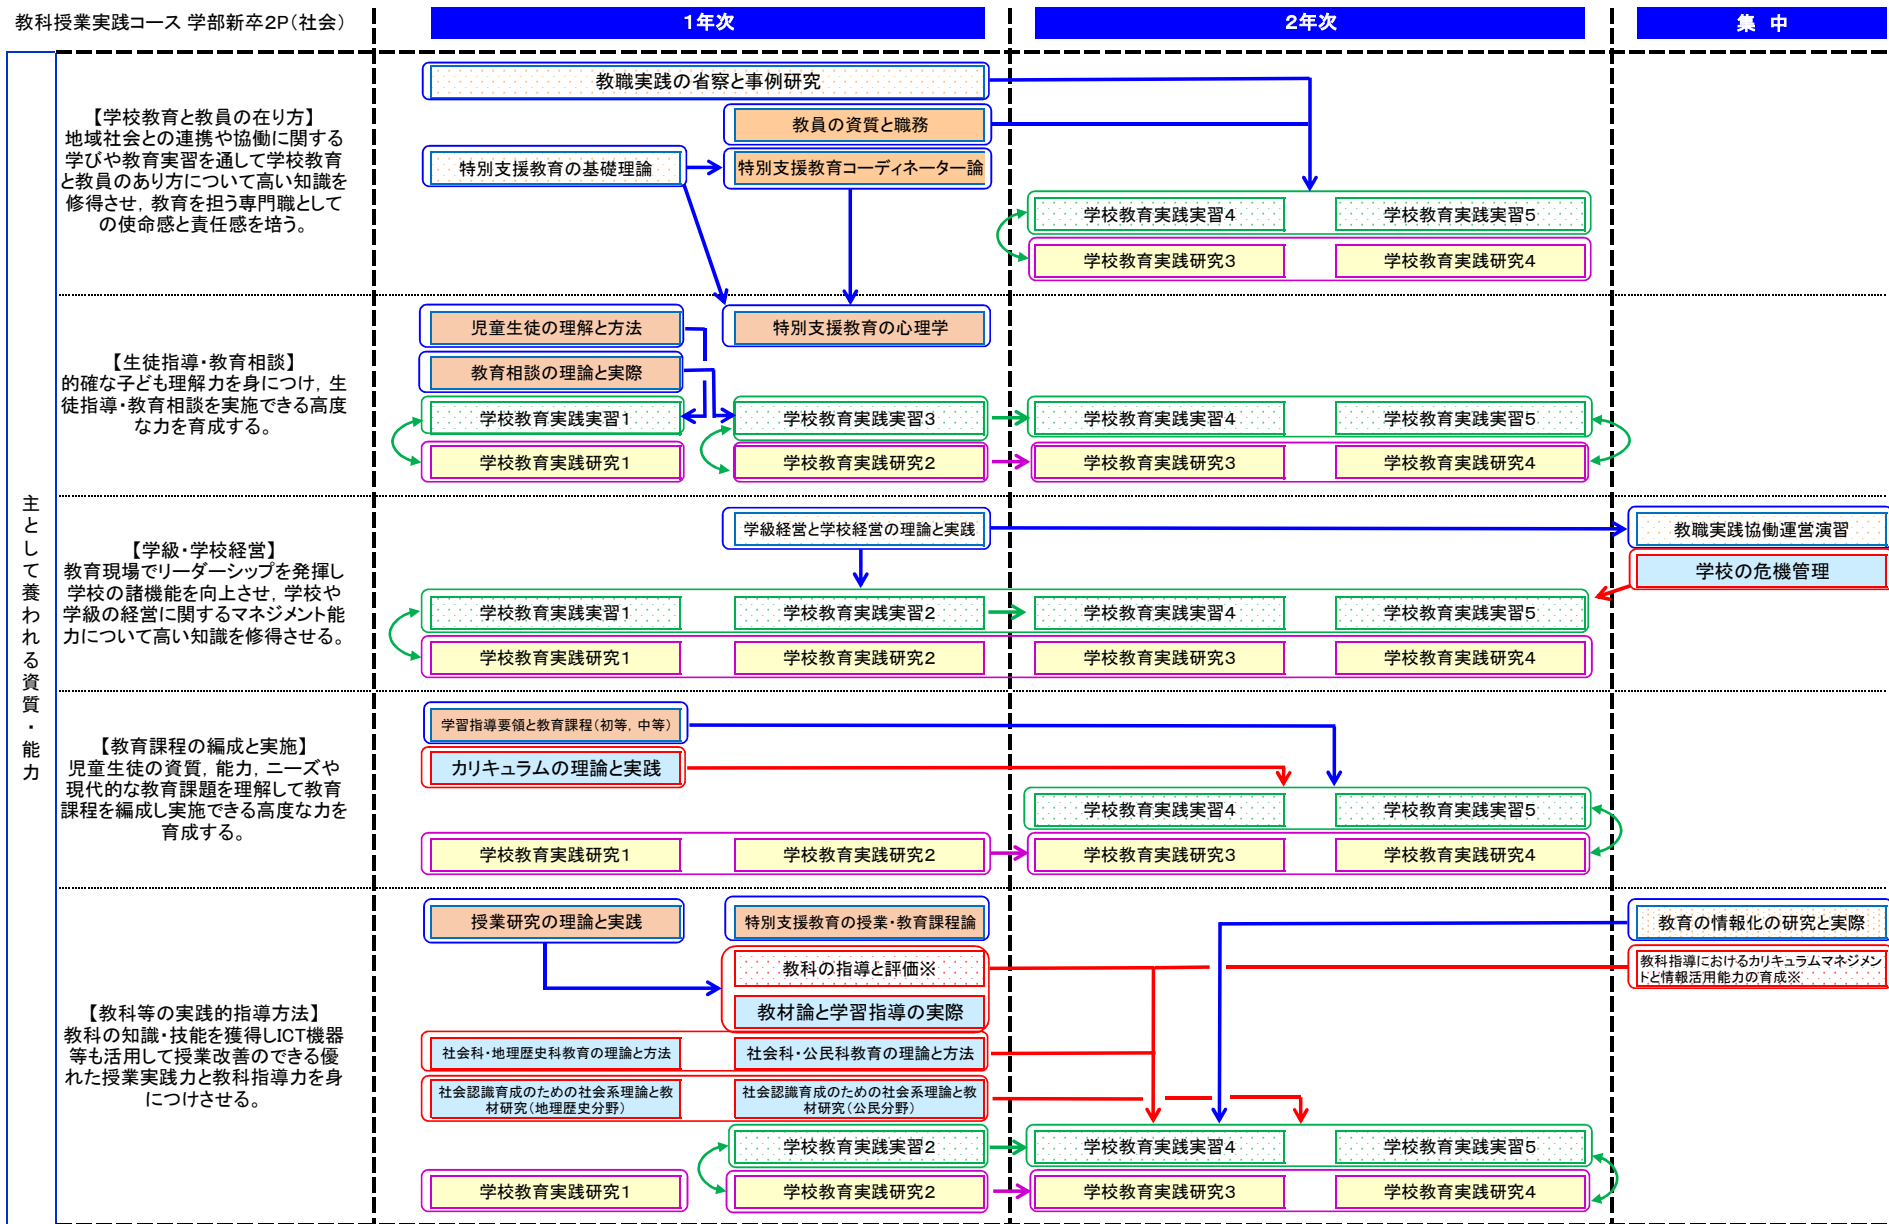 教科授業実践コース 学部新卒2P(社会)
1年次
2年次
集 中
主として養われる資質・能力
【学校教育と教員の在り方】
地域社会との連携や協働に関する
学びや教育実習を通して学校教育
と教員のあり方について高い知識を
修得させ，教育を担う専門職として
の使命感と責任感を培う。
教職実践の省察と事例研究
教員の資質と職務
特別支援教育の基礎理論
特別支援教育コーディネーター論
学校教育実践実習4
学校教育実践実習5
学校教育実践研究3
学校教育実践研究4
【生徒指導・教育相談】
的確な子ども理解力を身につけ，生
徒指導・教育相談を実施できる高度
な力を育成する。
児童生徒の理解と方法
特別支援教育の心理学
教育相談の理論と実際
学校教育実践実習1
学校教育実践実習3
学校教育実践実習4
学校教育実践実習5
学校教育実践研究1
学校教育実践研究2
学校教育実践研究3
学校教育実践研究4
【学級・学校経営】
教育現場でリーダーシップを発揮し
学校の諸機能を向上させ，学校や
学級の経営に関するマネジメント能
力について高い知識を修得させる。
学級経営と学校経営の理論と実践
教職実践協働運営演習
学校の危機管理
学校教育実践実習1
学校教育実践実習2
学校教育実践実習4
学校教育実践実習5
学校教育実践研究1
学校教育実践研究2
学校教育実践研究3
学校教育実践研究4
【教育課程の編成と実施】
児童生徒の資質，能力，ニーズや
現代的な教育課題を理解して教育
課程を編成し実施できる高度な力を
育成する。
学習指導要領と教育課程(初等，中等)
カリキュラムの理論と実践
学校教育実践実習4
学校教育実践実習5
学校教育実践研究1
学校教育実践研究2
学校教育実践研究3
学校教育実践研究4
【教科等の実践的指導方法】
教科の知識・技能を獲得しICT機器
等も活用して授業改善のできる優
れた授業実践力と教科指導力を身
につけさせる。
授業研究の理論と実践
特別支援教育の授業・教育課程論
教育の情報化の研究と実際
教科の指導と評価※
教科指導におけるカリキュラムマネジメン
トと情報活用能力の育成※
教材論と学習指導の実際
社会科・地理歴史科教育の理論と方法
社会科・公民科教育の理論と方法
社会認識育成のための社会系理論と教
材研究(地理歴史分野)
社会認識育成のための社会系理論と教
材研究(公民分野)
学校教育実践実習2
学校教育実践実習4
学校教育実践実習5
学校教育実践研究1
学校教育実践研究2
学校教育実践研究3
学校教育実践研究4